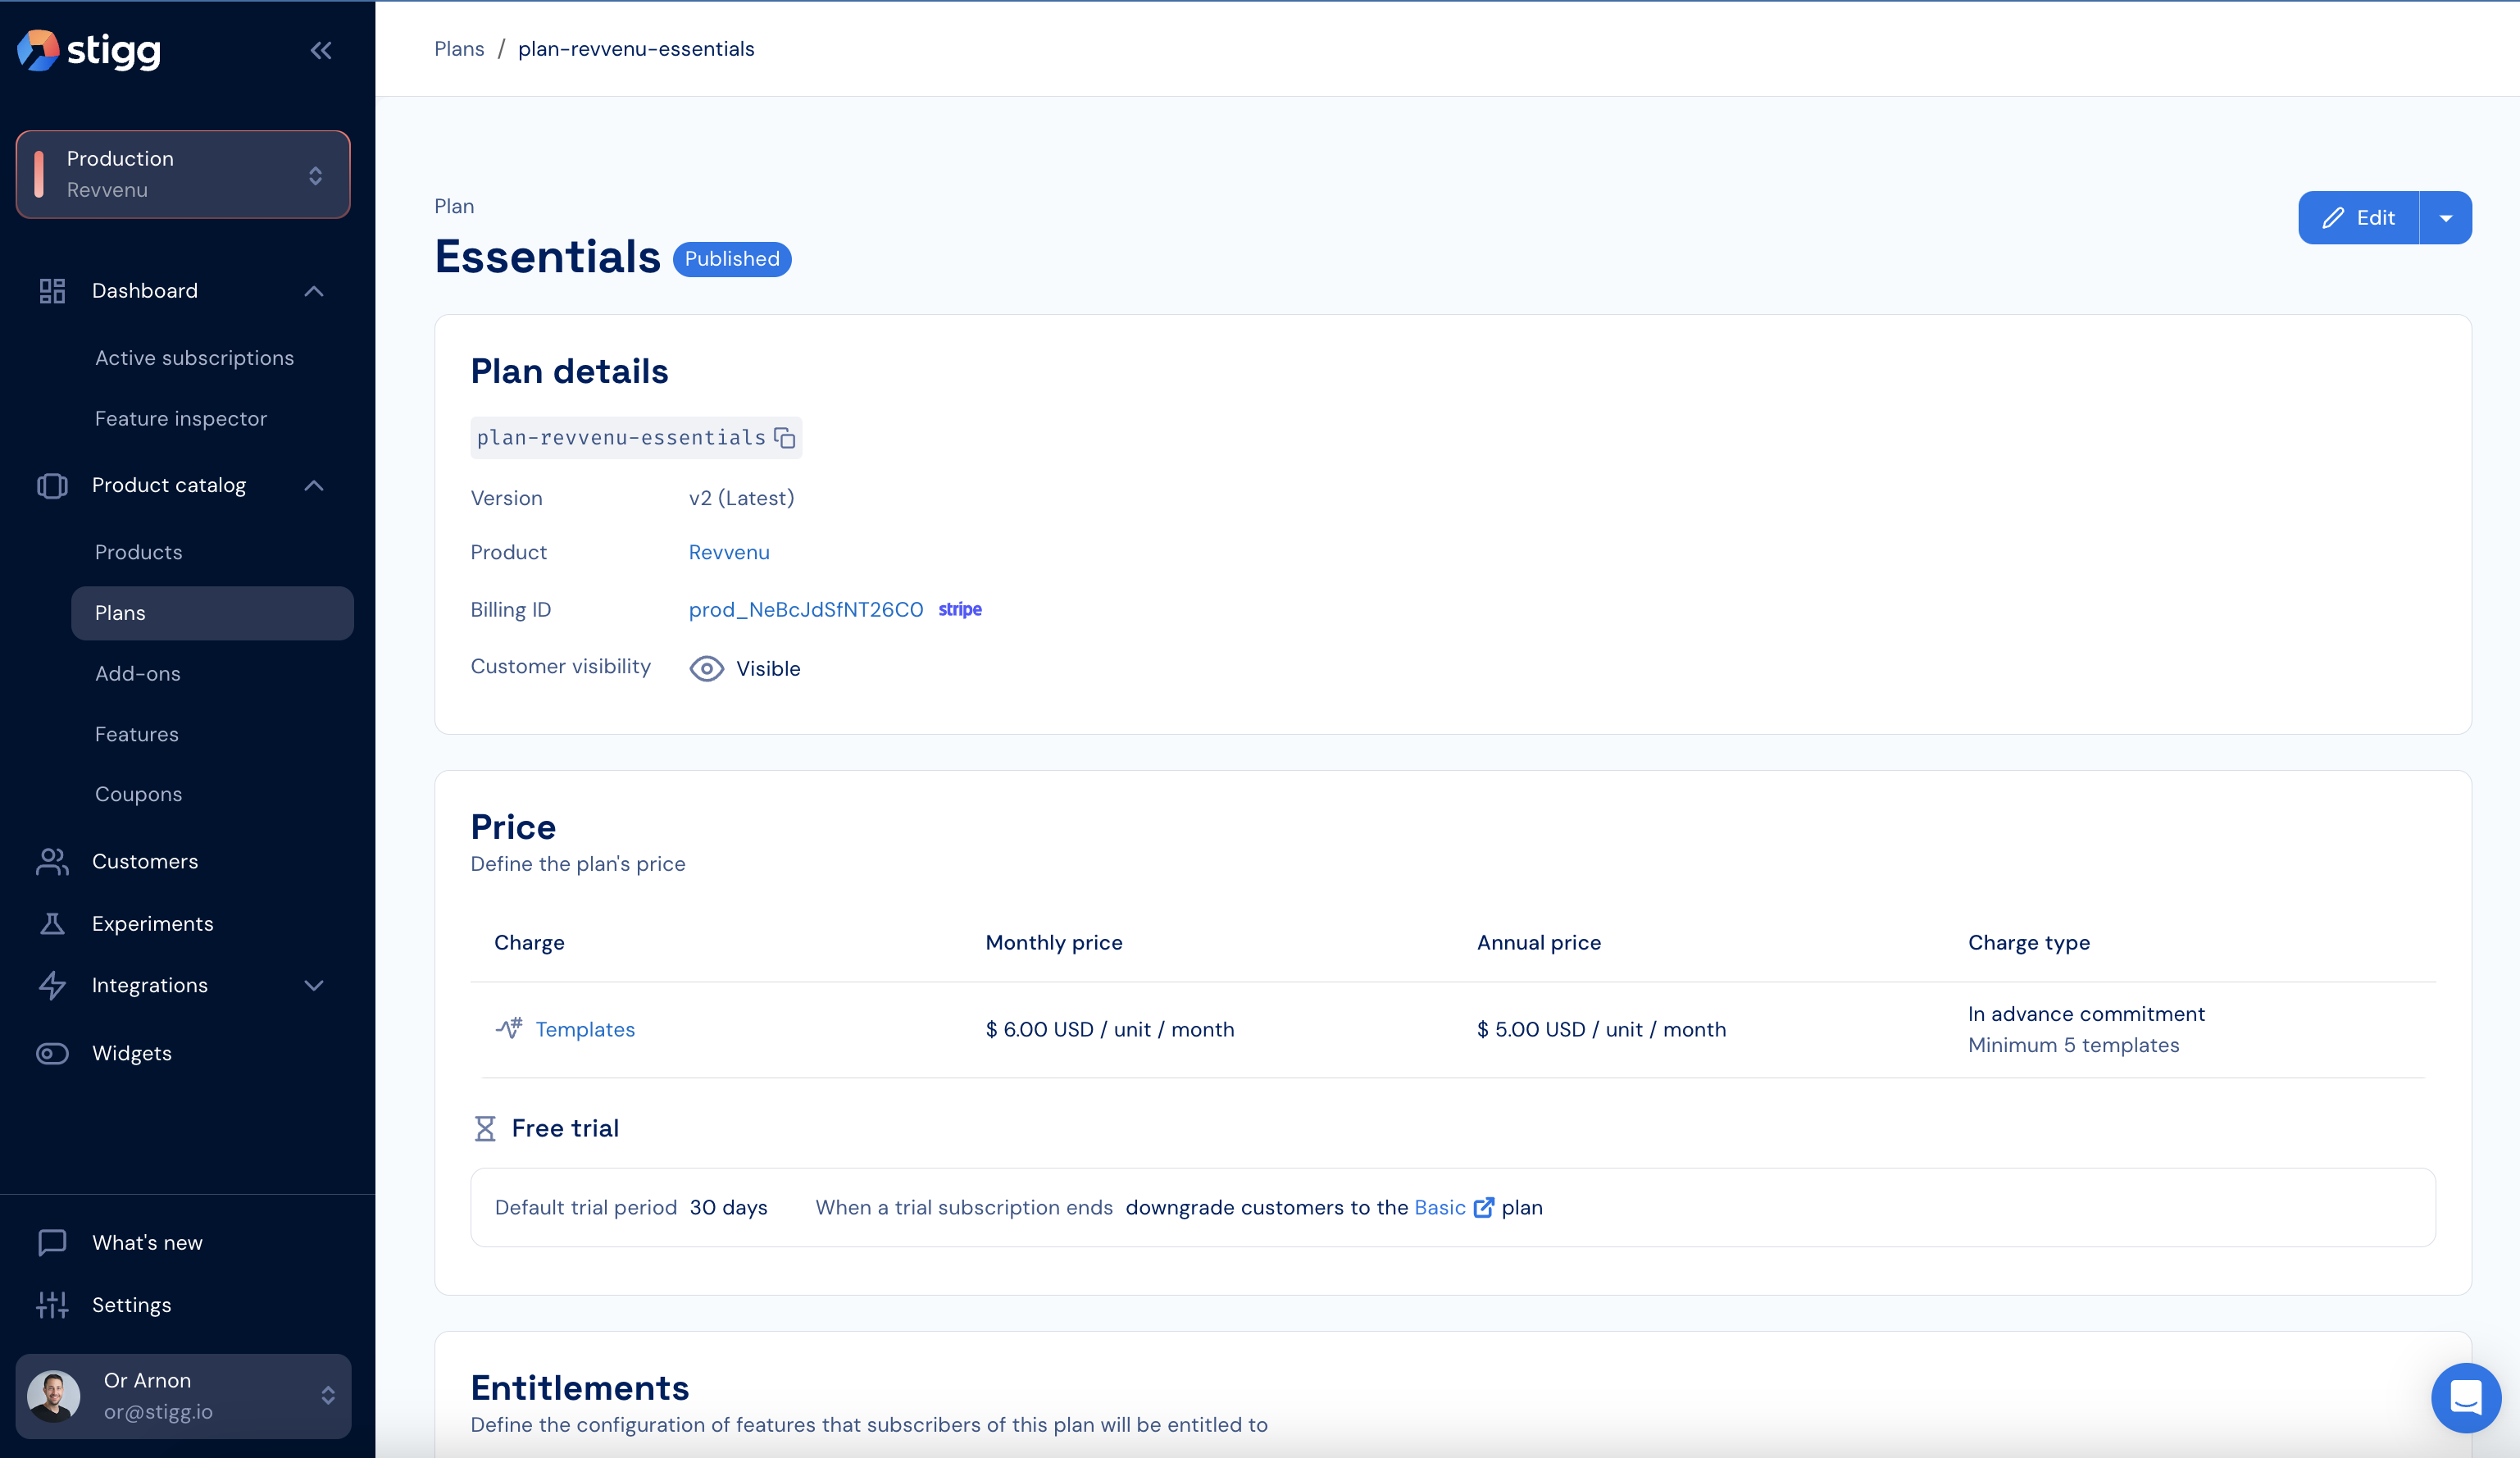 stigg
Production
Revvenu
Dashboard
Active subscriptions
Feature inspector
Product catalog
Products
Plans
Add-ons
Features
Coupons
Customers
Experiments
Integrations
Widgets
What's new
Settings
Or Arnon
or@stigg.io
Plans / plan-revvenu-essentials
Plan
Essentials Published
Edit
Plan details
plan-revvenu-essentials
Version v2 (Latest)
Product Revvenu
Billing ID prod_NeBcJdSfNT26C0 stripe
Customer visibility Visible
Price
Define the plan's price
Charge Monthly price Annual price Charge type
Templates $ 6.00 USD / unit / month $ 5.00 USD / unit / month In advance commitment
Minimum 5 templates
Free trial
Default trial period 30 days When a trial subscription ends downgrade customers to the Basic plan
Entitlements
Define the configuration of features that subscribers of this plan will be entitled to